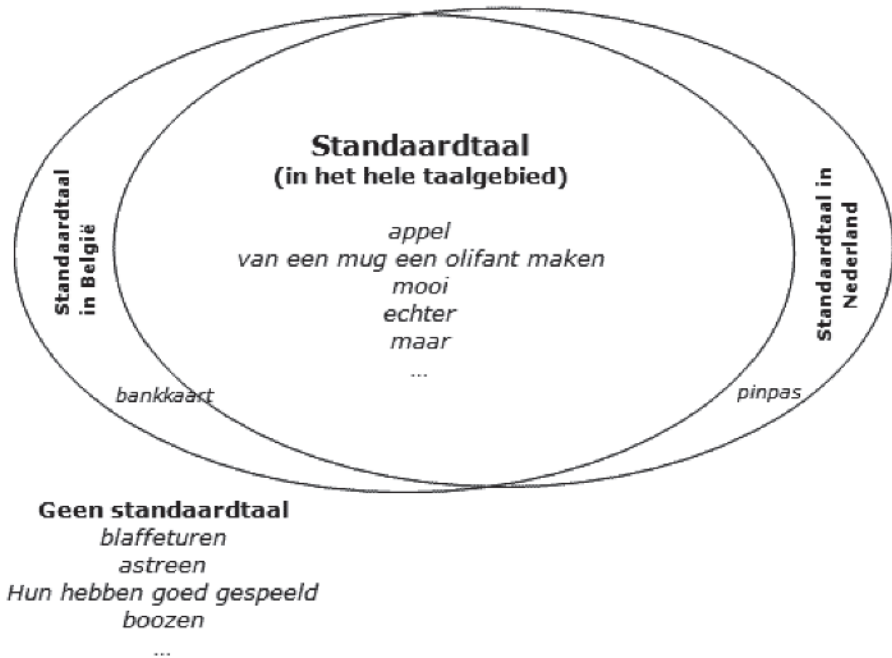 Standaardtaal
(in het hele taalgebied)
appel
van een mug een olifant maken
mooi
echter
maar
...
Standaardtaal
in België
bankkaart
Standaardtaal in
Nederland
pinpas
Geen standaardtaal
blaffeturen
astreen
Hun hebben goed gespeeld
boozen
...